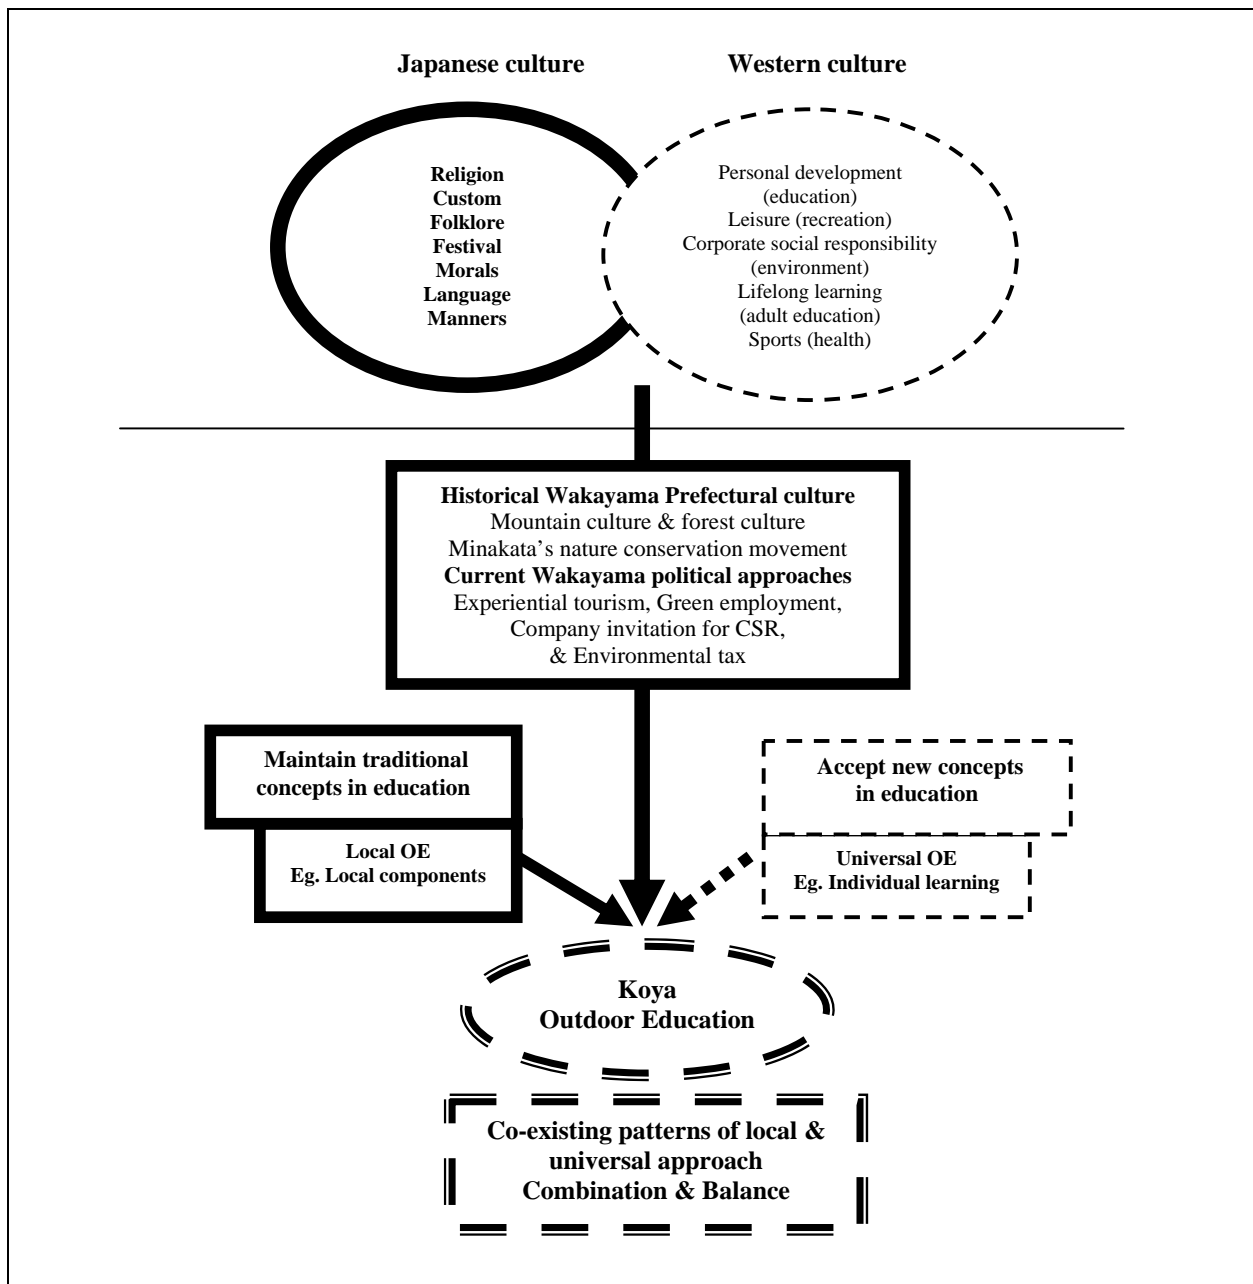 Japanese culture
Western culture
Religion
Custom
Folklore
Festival
Morals
Language
Manners
Personal development
(education)
Leisure (recreation)
Corporate social responsibility
(environment)
Lifelong learning
(adult education)
Sports (health)
Historical Wakayama Prefectural culture
Mountain culture & forest culture
Minakata’s nature conservation movement
Current Wakayama political approaches
Experiential tourism, Green employment,
Company invitation for CSR,
& Environmental tax
Maintain traditional
concepts in education
Local OE
Eg. Local components
Accept new concepts
in education
Universal OE
Eg. Individual learning
Koya
Outdoor Education
Co-existing patterns of local &
universal approach
Combination & Balance